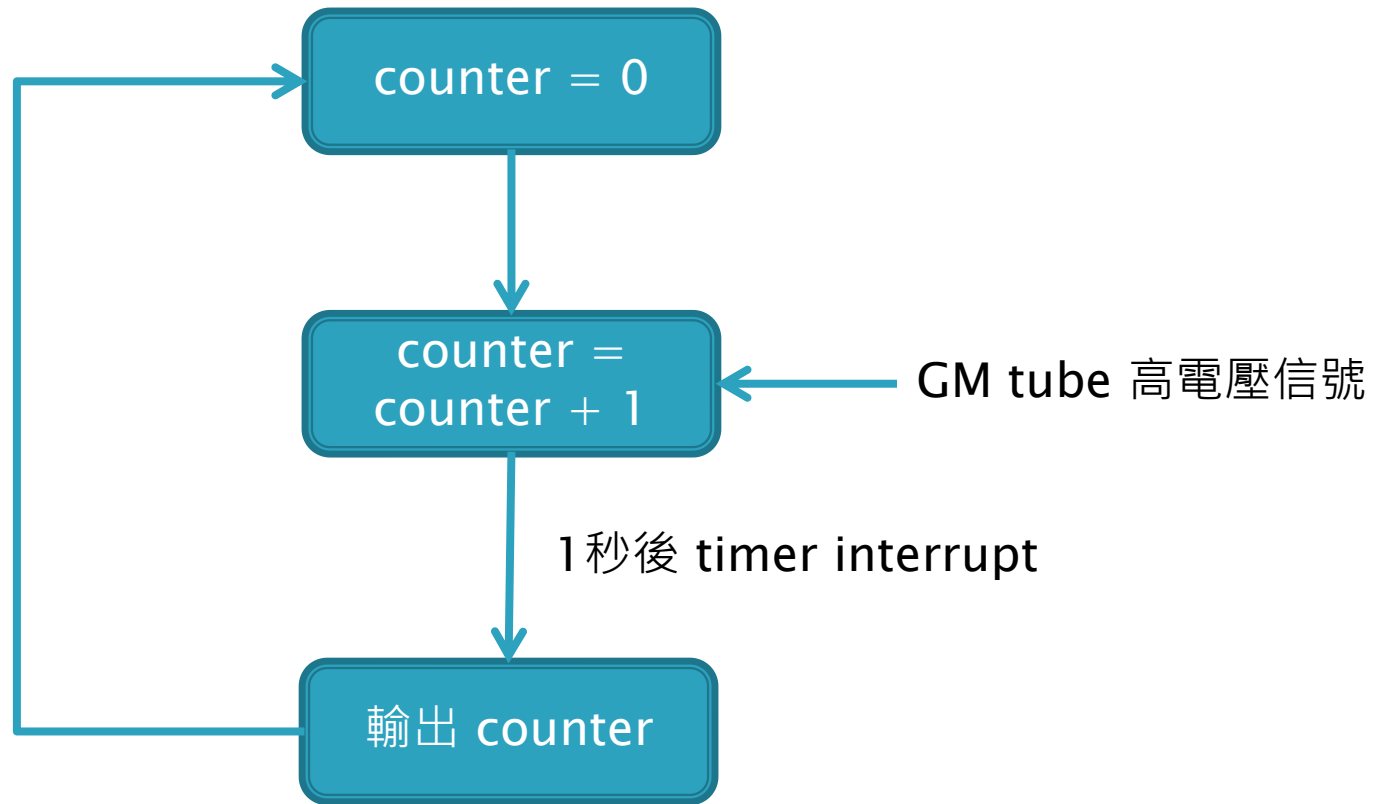 counter = 0
counter =
counter + 1
GM tube 高電壓信號
1秒後 timer interrupt
輸出 counter